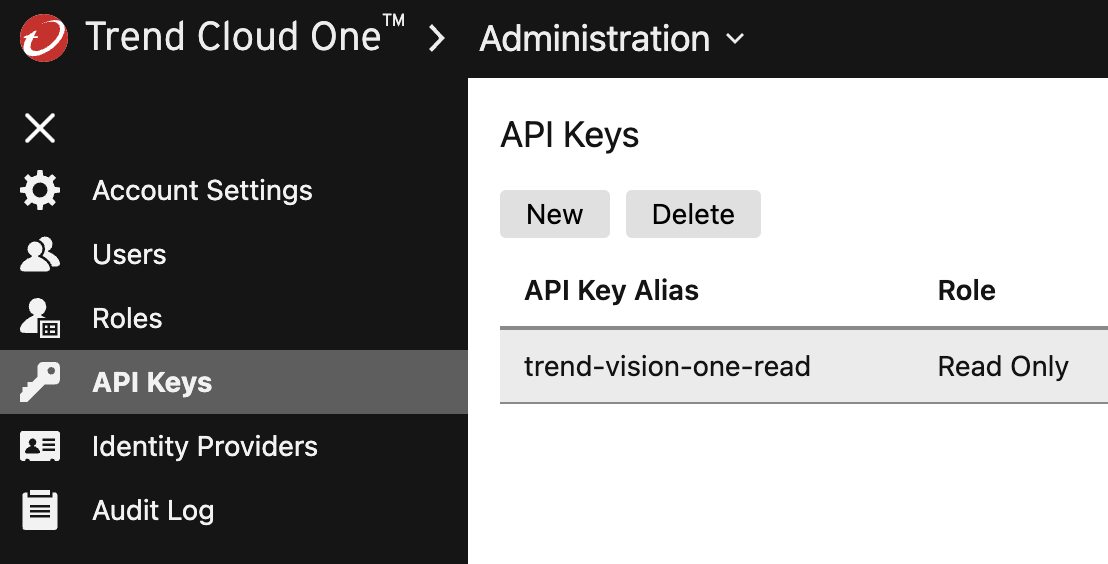 Trend Cloud One™ > Administration
Account Settings
Users
Roles
API Keys
Identity Providers
Audit Log
API Keys
New Delete
API Key Alias Role
trend-vision-one-read Read Only